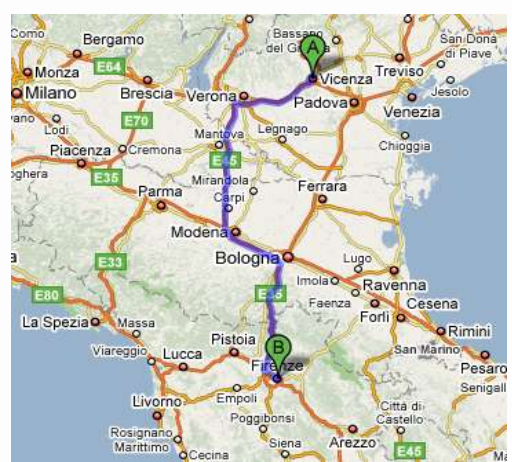 Como
Bergamo
Bassano
del G
A
San Donà
di Piave
Monza
E64
Vicenza
Treviso
Milano
Brescia
Verona
Padova
Jesolo
Venezia
vano
Lodi
E70
Mantova
Legnago
Chioggia
Piacenza
Cremona
E45
oghera
E35
Mirandola
Parma
Carpi
Ferrara
Modena
Bologna
Lugo
a
E33
Imola
Ravenna
E35
Faenza
E80
Forlì
Cesena
La Spezia
Massa
B
Rimini
Pistoia
San Marino
Viareggio
Lucca
Firenze
Pesaro
Empoli
Senigall
Livorno
Poggibonsi
Città di
Castello
Rosignano
Marittimo
Siena
Arezzo
Cecina
E45